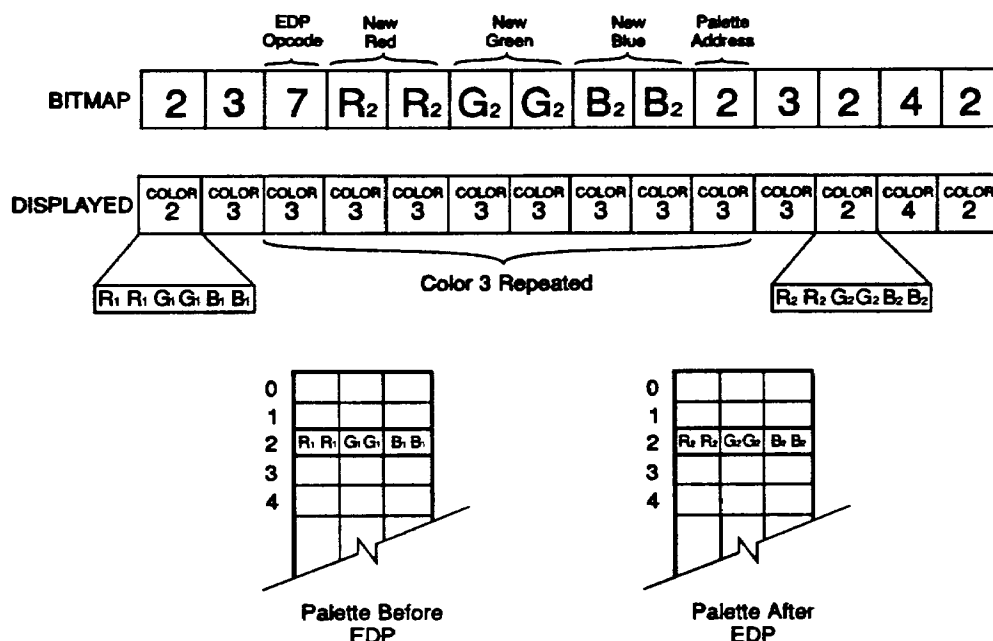 EDP Opcode New Red New Green New Blue Palette Address
BITMAP 2 3 7 R₂ R₂ G₂ G₂ B₂ B₂ 2 3 2 4 2
DISPLAYED COLOR 2 COLOR 3 COLOR 3 COLOR 3 COLOR 3 COLOR 3 COLOR 3 COLOR 3 COLOR 3 COLOR 3 COLOR 3 COLOR 2 COLOR 4 COLOR 2
Color 3 Repeated
R₁ R₁ G₁ G₁ B₁ B₁ R₂ R₂ G₂ G₂ B₂ B₂
0
1
2 R₁ R₁ G₁ G₁ B₁ B₁
3
4
Palette Before
EDP
0
1
2 R₂ R₂ G₂ G₂ B₂ B₂
3
4
Palette After
EDP